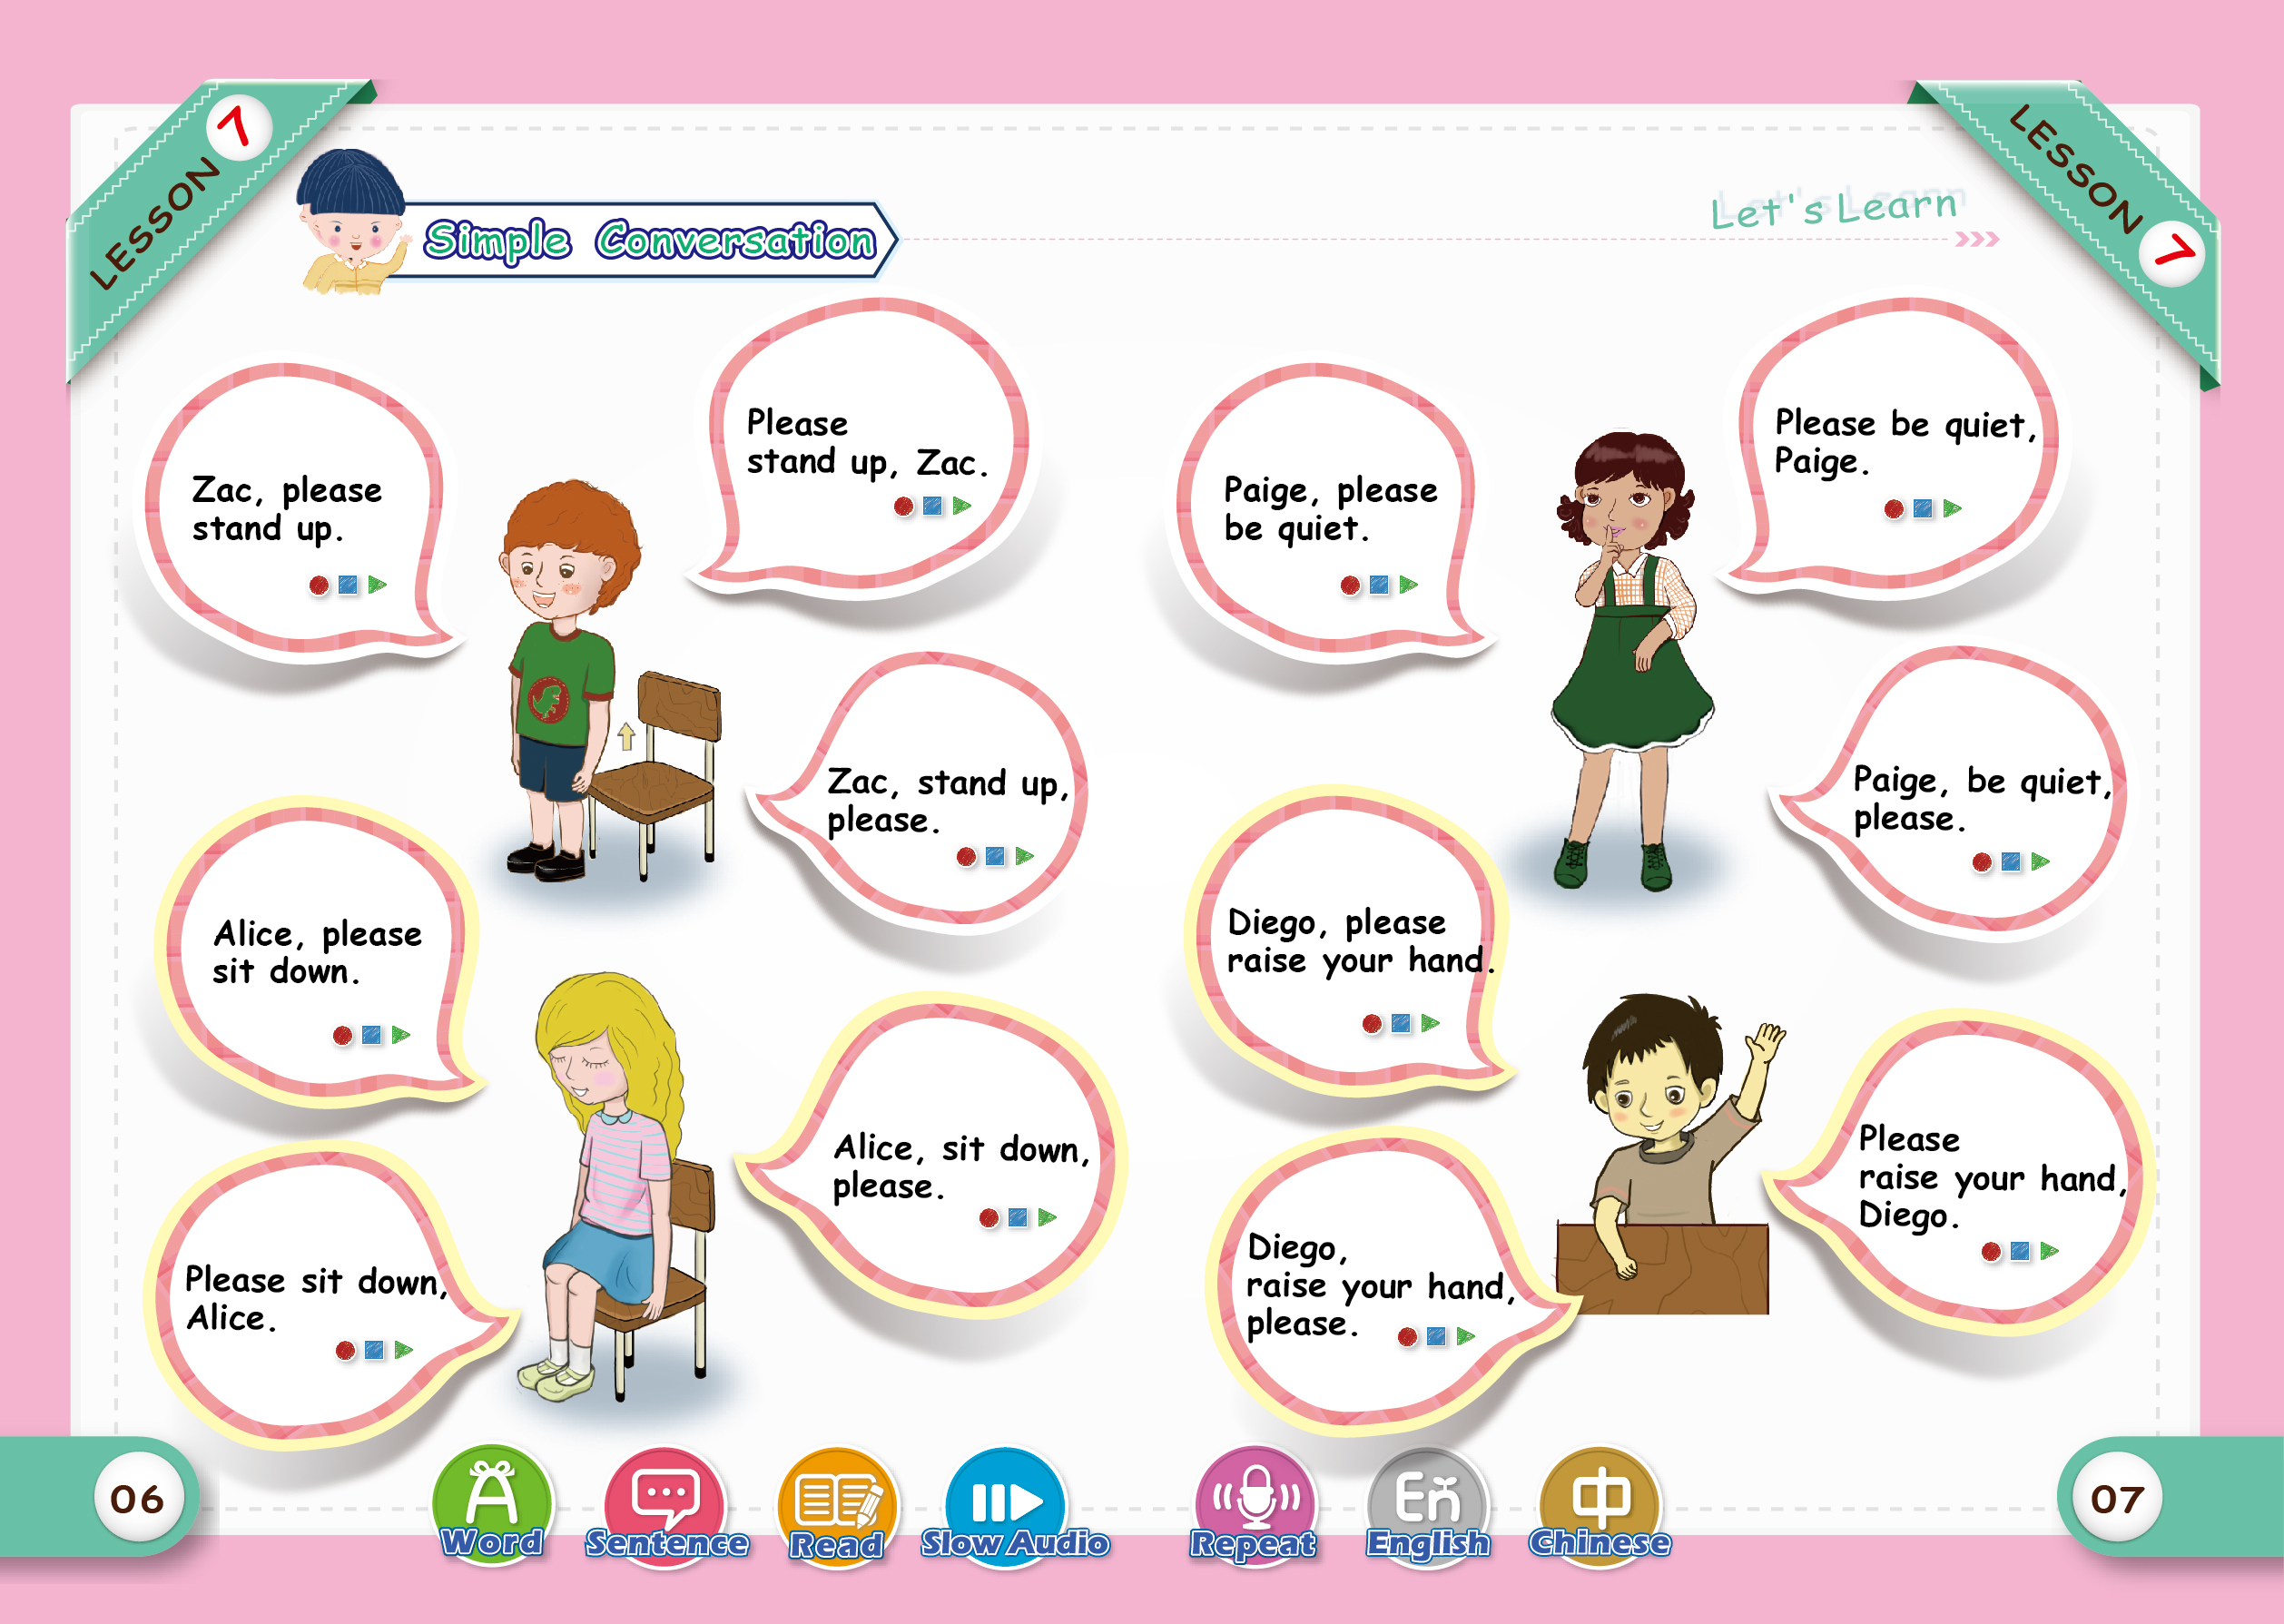 LESSON 7
Simple Conversation
Let's Learn
LESSON 7
Zac, please
stand up.
Please
stand up, Zac.
Zac, stand up,
please.
Alice, please
sit down.
Alice, sit down,
please.
Please sit down,
Alice.
Paige, please
be quiet.
Please be quiet,
Paige.
Paige, be quiet,
please.
Diego, please
raise your hand.
Please
raise your hand,
Diego.
Diego,
raise your hand,
please.
06
A
Word
Sentence
Read
Slow Audio
Repeat
En
English
中
Chinese
07